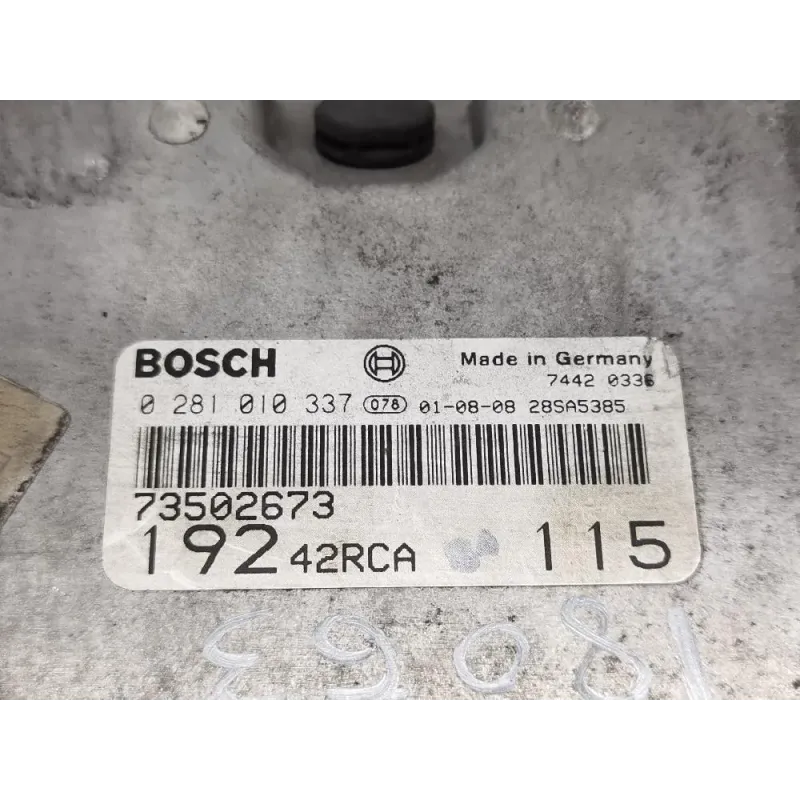 BOSCH Made in Germany
7442 0336
0 281 010 337 078 01-08-08 28SA5385
73502673
192 42RCA 115
18063